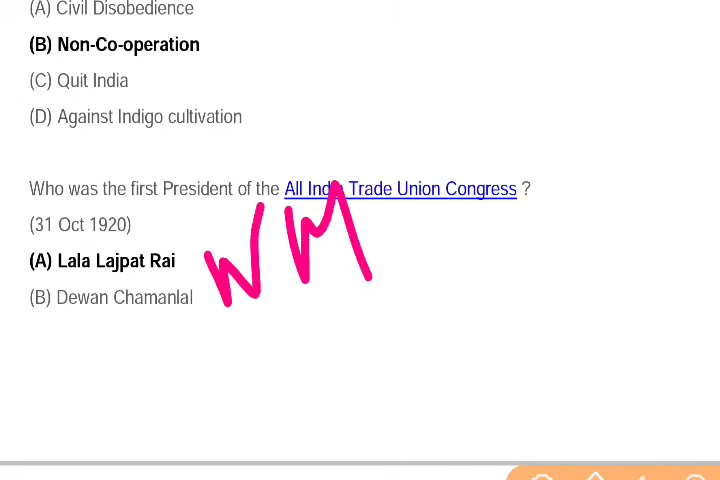 (A) Civil Disobedience
(B) Non-Co-operation
(C) Quit India
(D) Against Indigo cultivation
Who was the first President of the All India Trade Union Congress ?
(31 Oct 1920)
(A) Lala Lajpat Rai
WM
(B) Dewan Chamanlal